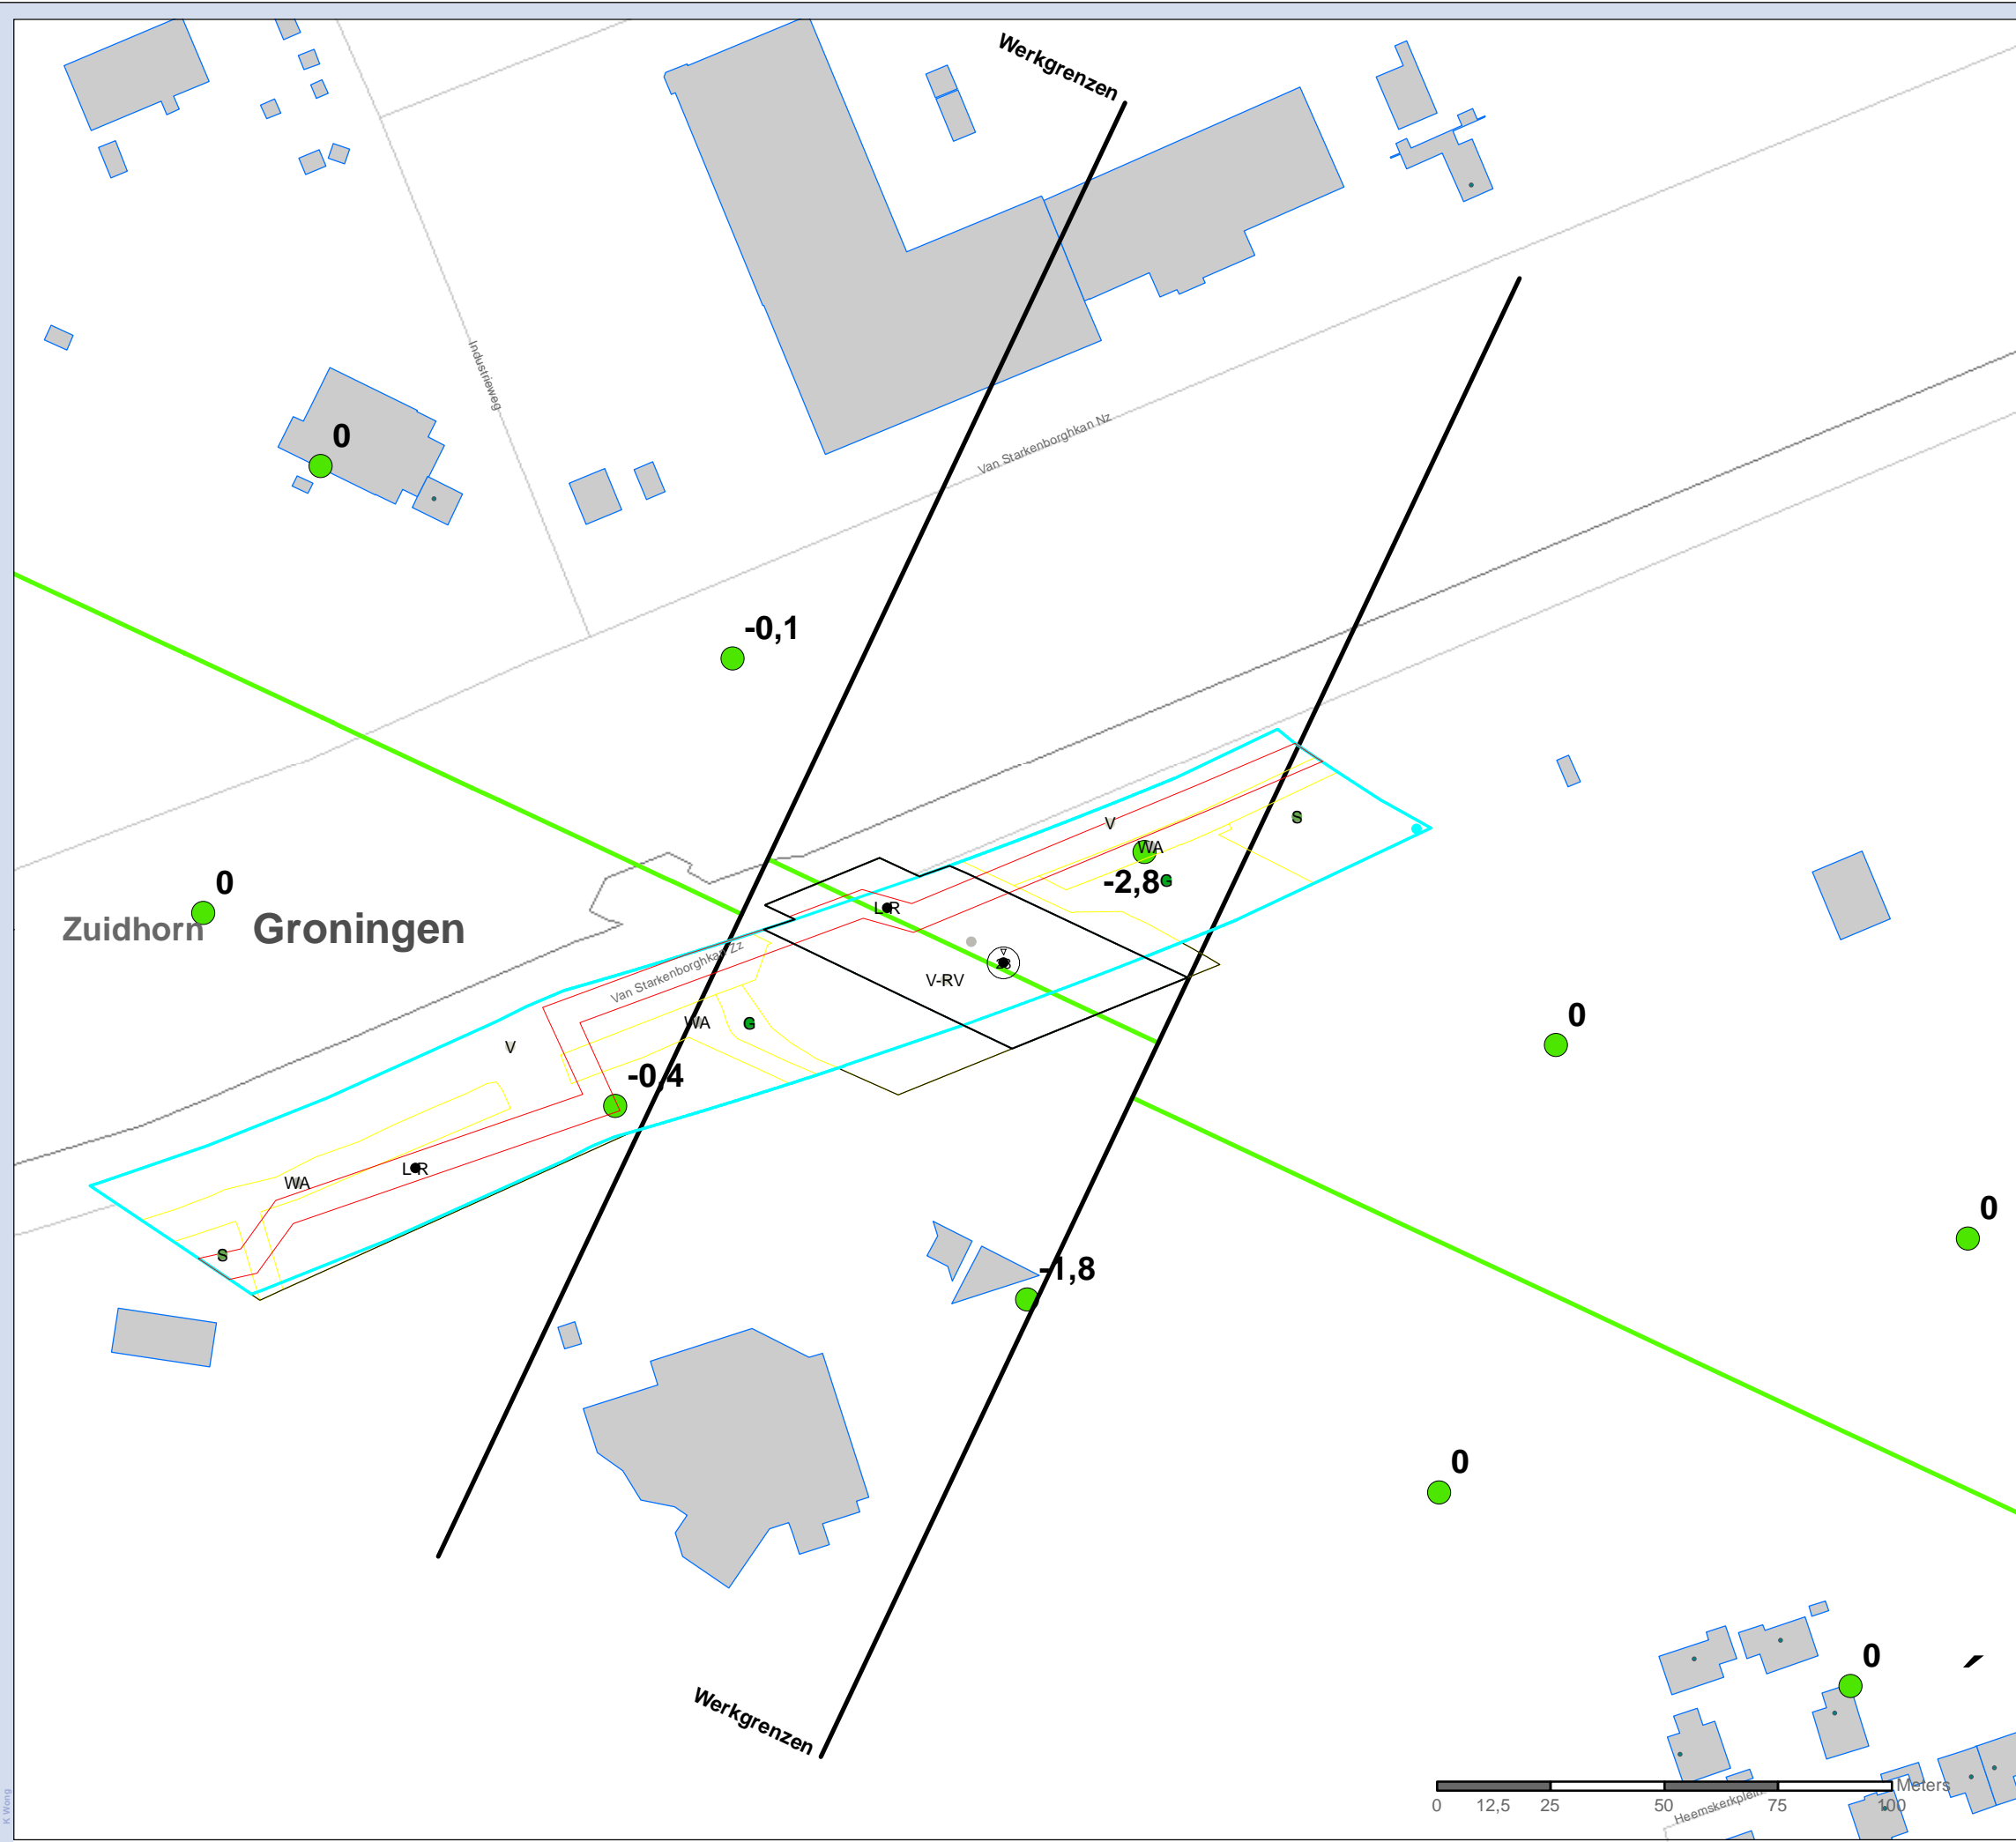 Werkgrenzen
Industrieweg
0
Van Starkenborghkan Nz
-0,1
V
S
WA
-2,8
G
0
Zuidhorn
Groningen
L-R
Van Starkenborghkan Zz
V-RV
WA
G
V
0
-0,4
L-R
WA
S
0
-1,8
0
Werkgrenzen
0
Meters
0 12,5 25 50 75 100
Heemskerkplein
K Wong